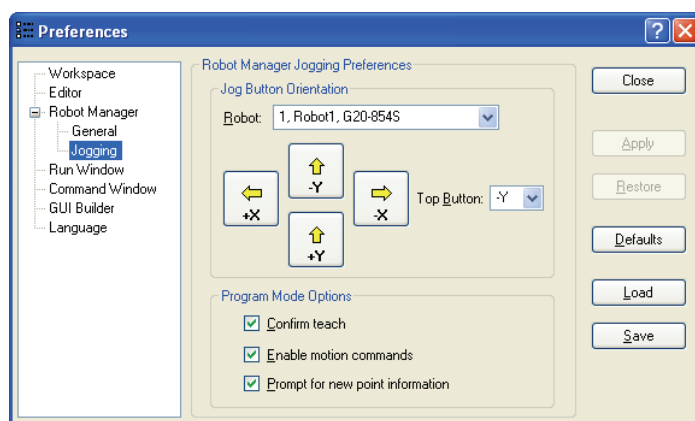 Preferences
Workspace
Editor
Robot Manager
General
Jogging
Run Window
Command Window
GUI Builder
Language
Robot Manager Jogging Preferences
Jog Button Orientation
Robot: 1, Robot1, G20-854S
-Y
+X
-X
+Y
Top Button: -Y
Program Mode Options
Confirm teach
Enable motion commands
Prompt for new point information
Close
Apply
Restore
Defaults
Load
Save